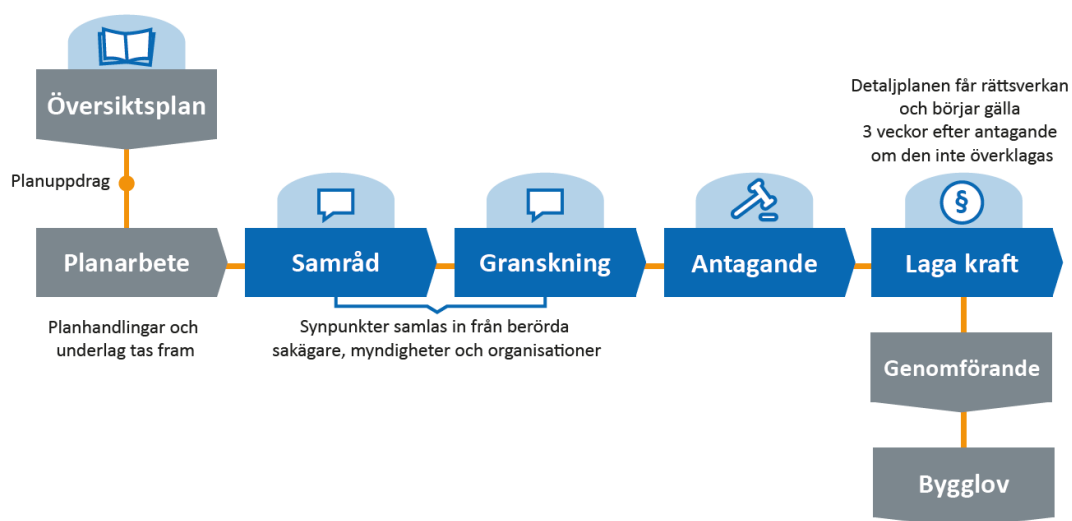 Översiktsplan
Planuppdrag
Detaljplanen får rättsverkan
och börjar gälla
3 veckor efter antagande
om den inte överklagas
§
Planarbete
Samråd
Granskning
Antagande
Laga kraft
Planhandlingar och
underlag tas fram
Synpunkter samlas in från berörda
sakägare, myndigheter och organisationer
Genomförande
Bygglov